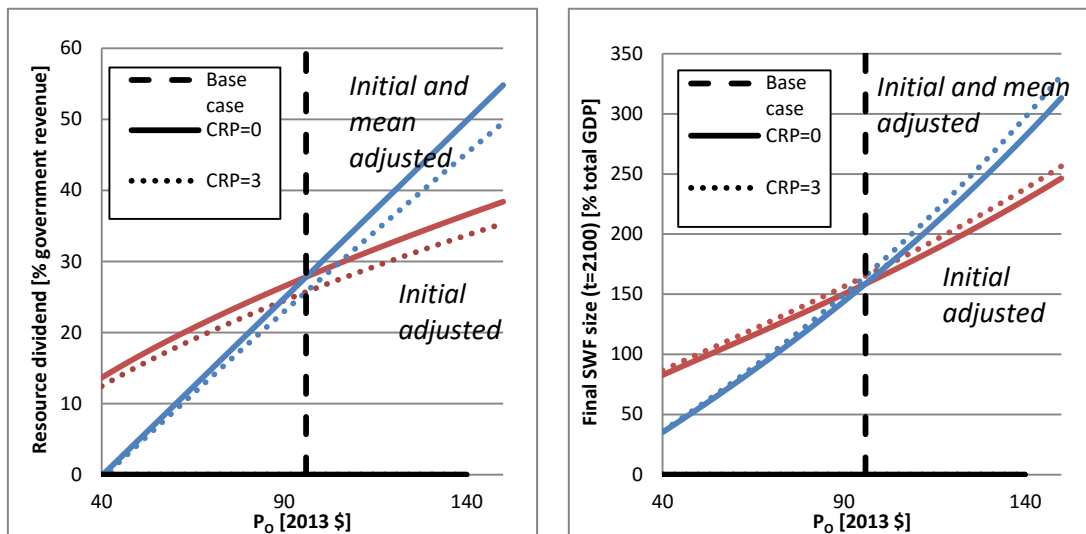 60
50
40
30
20
10
0
Resource dividend [% government revenue]
Base
case
CRP=0
CRP=3
Initial and
mean
adjusted
Initial
adjusted
40
90
140
P_O [2013 $]
350
300
250
200
150
100
50
0
Final SWF size (t=2100) [% total GDP]
Base
case
CRP=0
CRP=3
Initial and mean
adjusted
Initial
adjusted
40
90
140
P_O [2013 $]